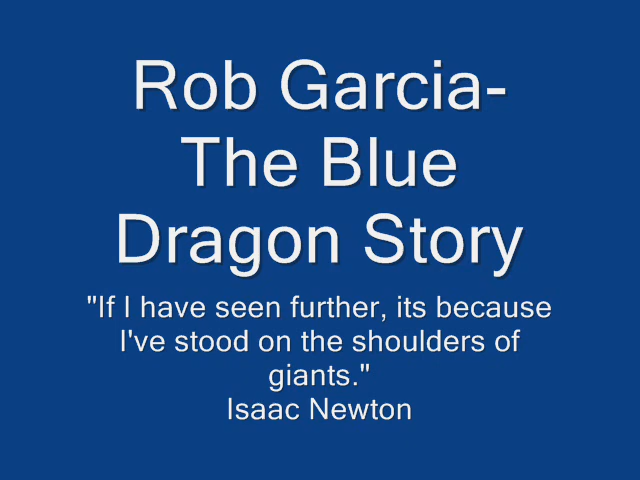 Rob Garcia-
The Blue
Dragon Story
"If I have seen further, its because
I've stood on the shoulders of
giants."
Isaac Newton